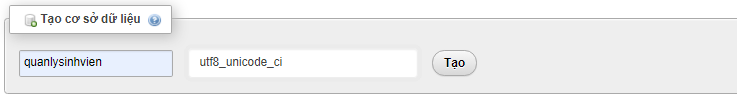 Tạo cơ sở dữ liệu
quanlysinhvien utf8_unicode_ci Tạo